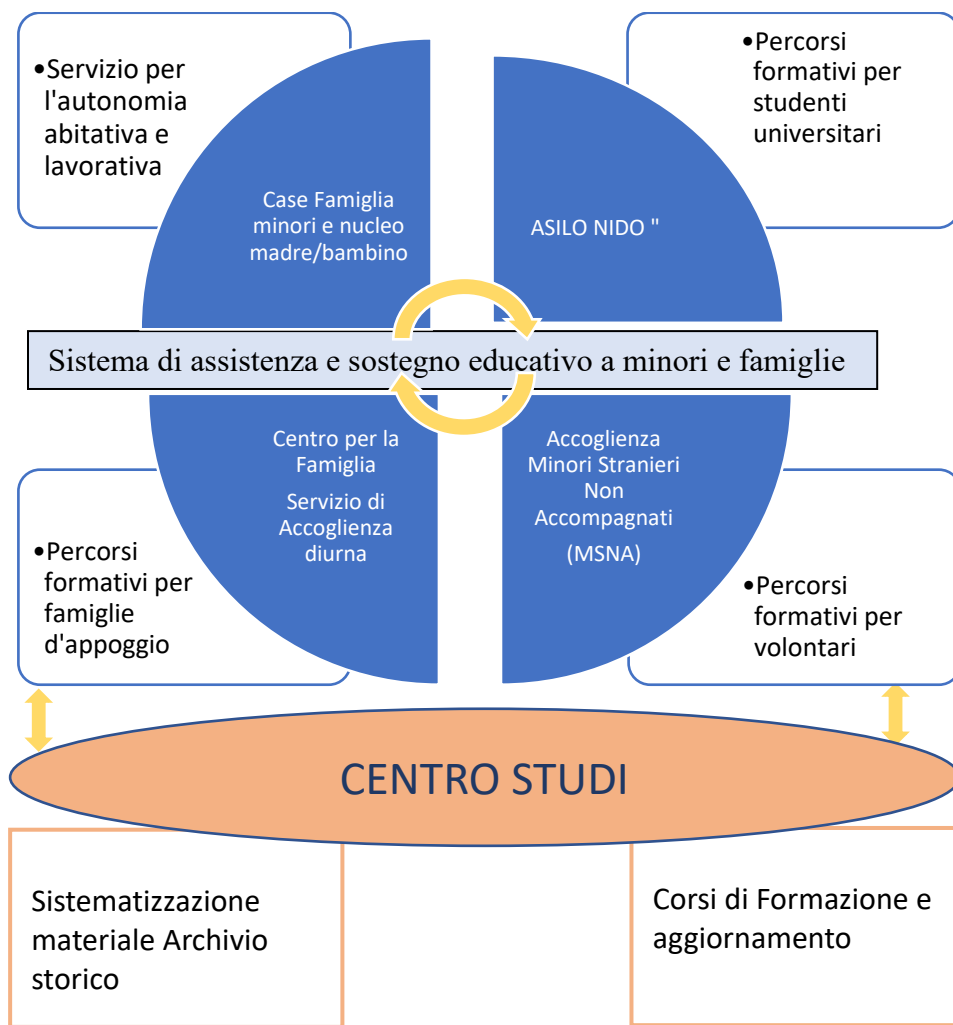 •Servizio per
l'autonomia
abitativa e
lavorativa
•Percorsi
formativi per
studenti
universitari
Case Famiglia
minori e nucleo
madre/bambino
ASILO NIDO "
Sistema di assistenza e sostegno educativo a minori e famiglie
Centro per la
Famiglia
Servizio di
Accoglienza
diurna
Accoglienza
Minori Stranieri
Non
Accompagnati
(MSNA)
•Percorsi
formativi per
famiglie
d'appoggio
•Percorsi
formativi per
volontari
CENTRO STUDI
Sistematizzazione
materiale Archivio
storico
Corsi di Formazione e
aggiornamento